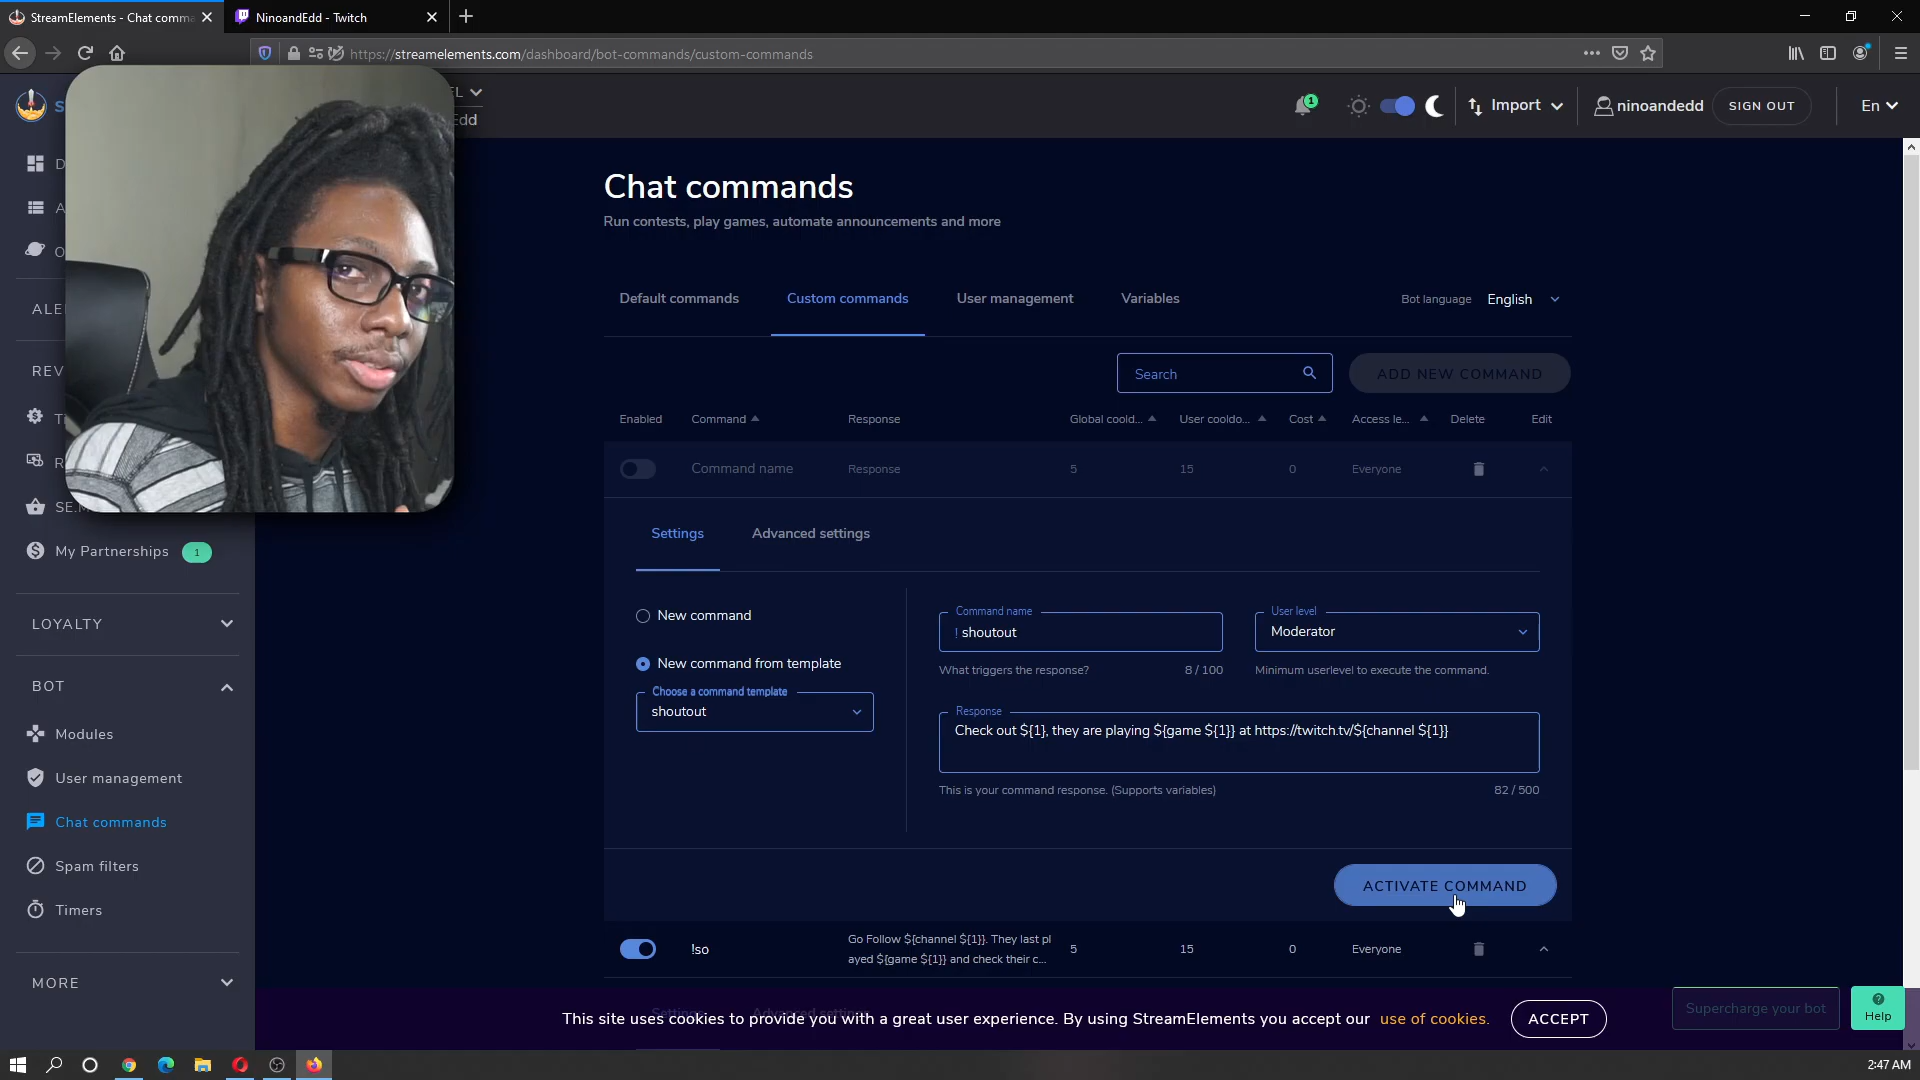 StreamElements - Chat comma
NinoandEdd - Twitch
https://streamelements.com/dashboard/bot-commands/custom-commands
S
EL
Edd
1
Import
ninoandedd
SIGN OUT
En
D
A
O
ALE
REV
T
R
SE.M
My Partnerships 1
LOYALTY
BOT
Modules
User management
Chat commands
Spam filters
Timers
MORE
Chat commands
Run contests, play games, automate announcements and more
Default commands Custom commands User management Variables
Bot language English
Search
ADD NEW COMMAND
Enabled Command Response Global coold... User cooldo... Cost Access le... Delete Edit
Command name Response 5 15 0 Everyone
Settings Advanced settings
New command
New command from template
Choose a command template
shoutout
Command name
! shoutout
What triggers the response? 8 / 100
User level
Moderator
Minimum userlevel to execute the command.
Response
Check out ${1}, they are playing ${game ${1}} at https://twitch.tv/${channel ${1}}
This is your command response. (Supports variables) 82 / 500
ACTIVATE COMMAND
!so
Go Follow ${channel ${1}}. They last pl
ayed ${game ${1}} and check their c...
5 15 0 Everyone
Settings Advanced settings
This site uses cookies to provide you with a great user experience. By using StreamElements you accept our use of cookies.
ACCEPT
Supercharge your bot
Help
2:47 AM